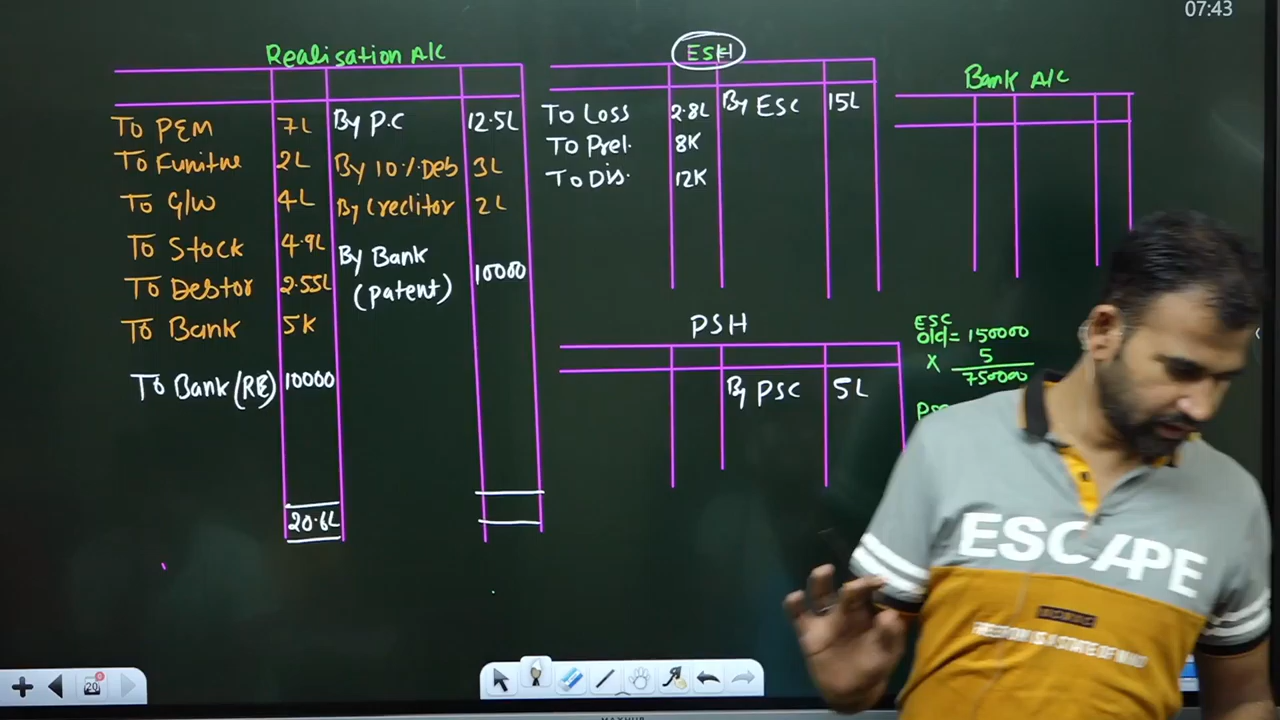 07:43
Realisation A/c
To P&M 7L By P.C 12.5L
To Funitue 2L By 10%.Deb 3L
To G/W 4L By Creditor 2L
To Stock 4.9L By Bank
(patent) 10000
To Debtor 2.55L
To Bank 5K
To Bank (RE) 10000
20.6L
ESH
To Loss 2.8L By ESC 15L
To Prel. 8K
To Dis. 12K
PSH
By PSC 5L
Bank A/c
ESC
old = 150000
x 5
750000
ESCAPE
20
MAXHUB